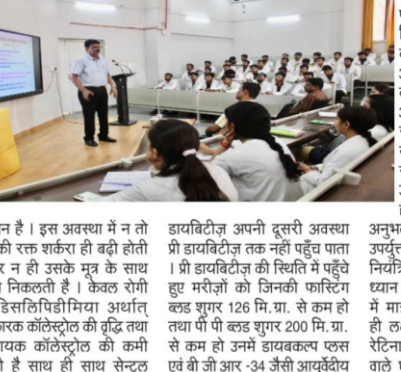 न है । इस अवस्था में न तो
की रक्त शर्करा ही बढ़ी होती
र न ही उसके मूत्र के साथ
निकलती है । केवल रोगी
डिसलिपिडीमिया अर्थात्
कारक कॉलेस्ट्रोल की वृद्धि तथा
यक कॉलेस्ट्रोल की कमी
है साथ ही साथ सेन्टल
डायबिटीज़ अपनी दूसरी अवस्था
प्री डायबिटीज़ तक नहीं पहुँच पाता
। प्री डायबिटीज़ की स्थिति में पहुँचे
हुए मरीज़ों को जिनकी फास्टिंग
ब्लड शुगर 126 मि.ग्रा. से कम हो
तथा पी पी ब्लड शुगर 200 मि.ग्रा.
से कम हो उनमें डायबकल्प प्लस
एवं बी जी आर -34 जैसी आयुर्वेदीय
अनुभ
उपर्युक्त
नियंत्रि
ध्यान
में मा
ही ल
रेटिना
वाले